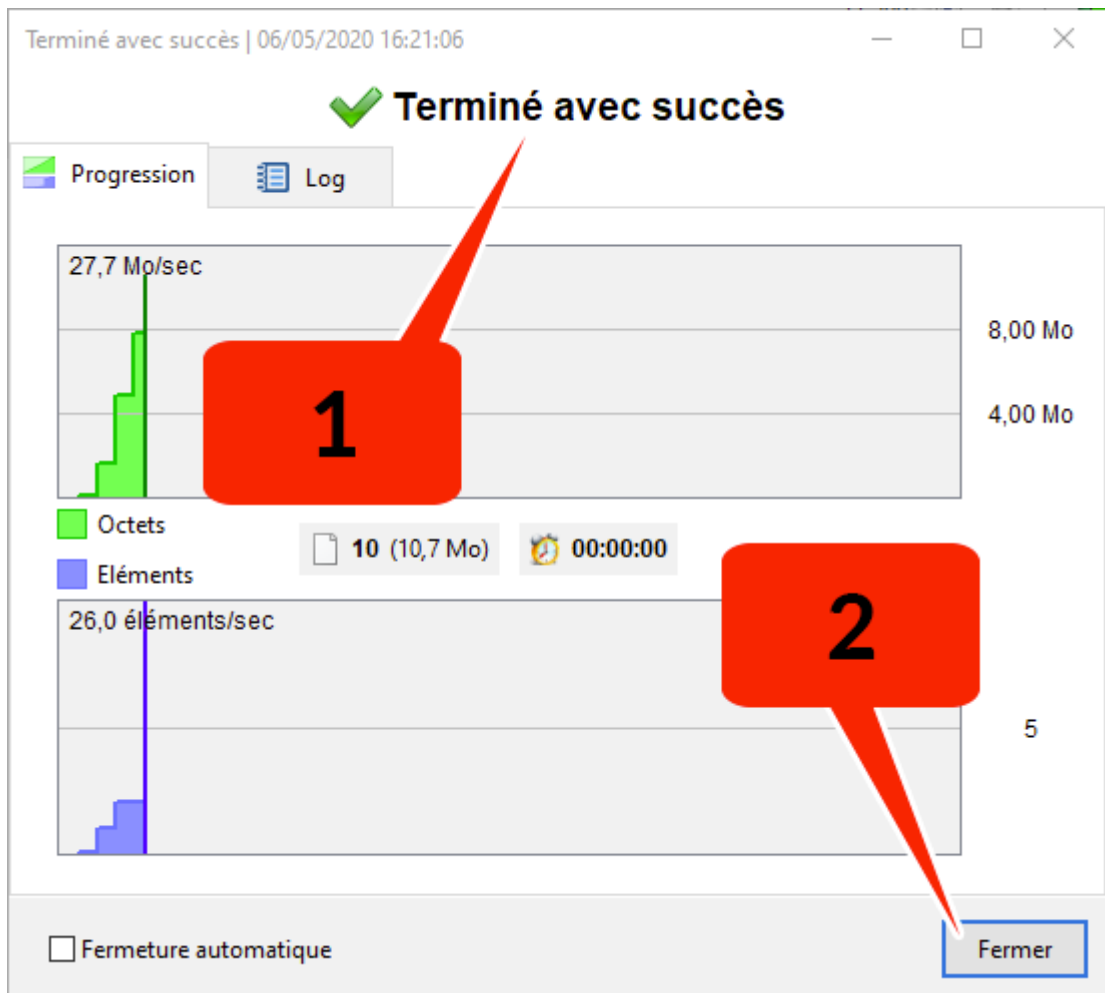 Terminé avec succès | 06/05/2020 16:21:06
Terminé avec succès
Progression
Log
27,7 Mo/sec
8,00 Mo
4,00 Mo
1
Octets
Eléments
10 (10,7 Mo)
00:00:00
26,0 éléments/sec
2
5
Fermeture automatique
Fermer